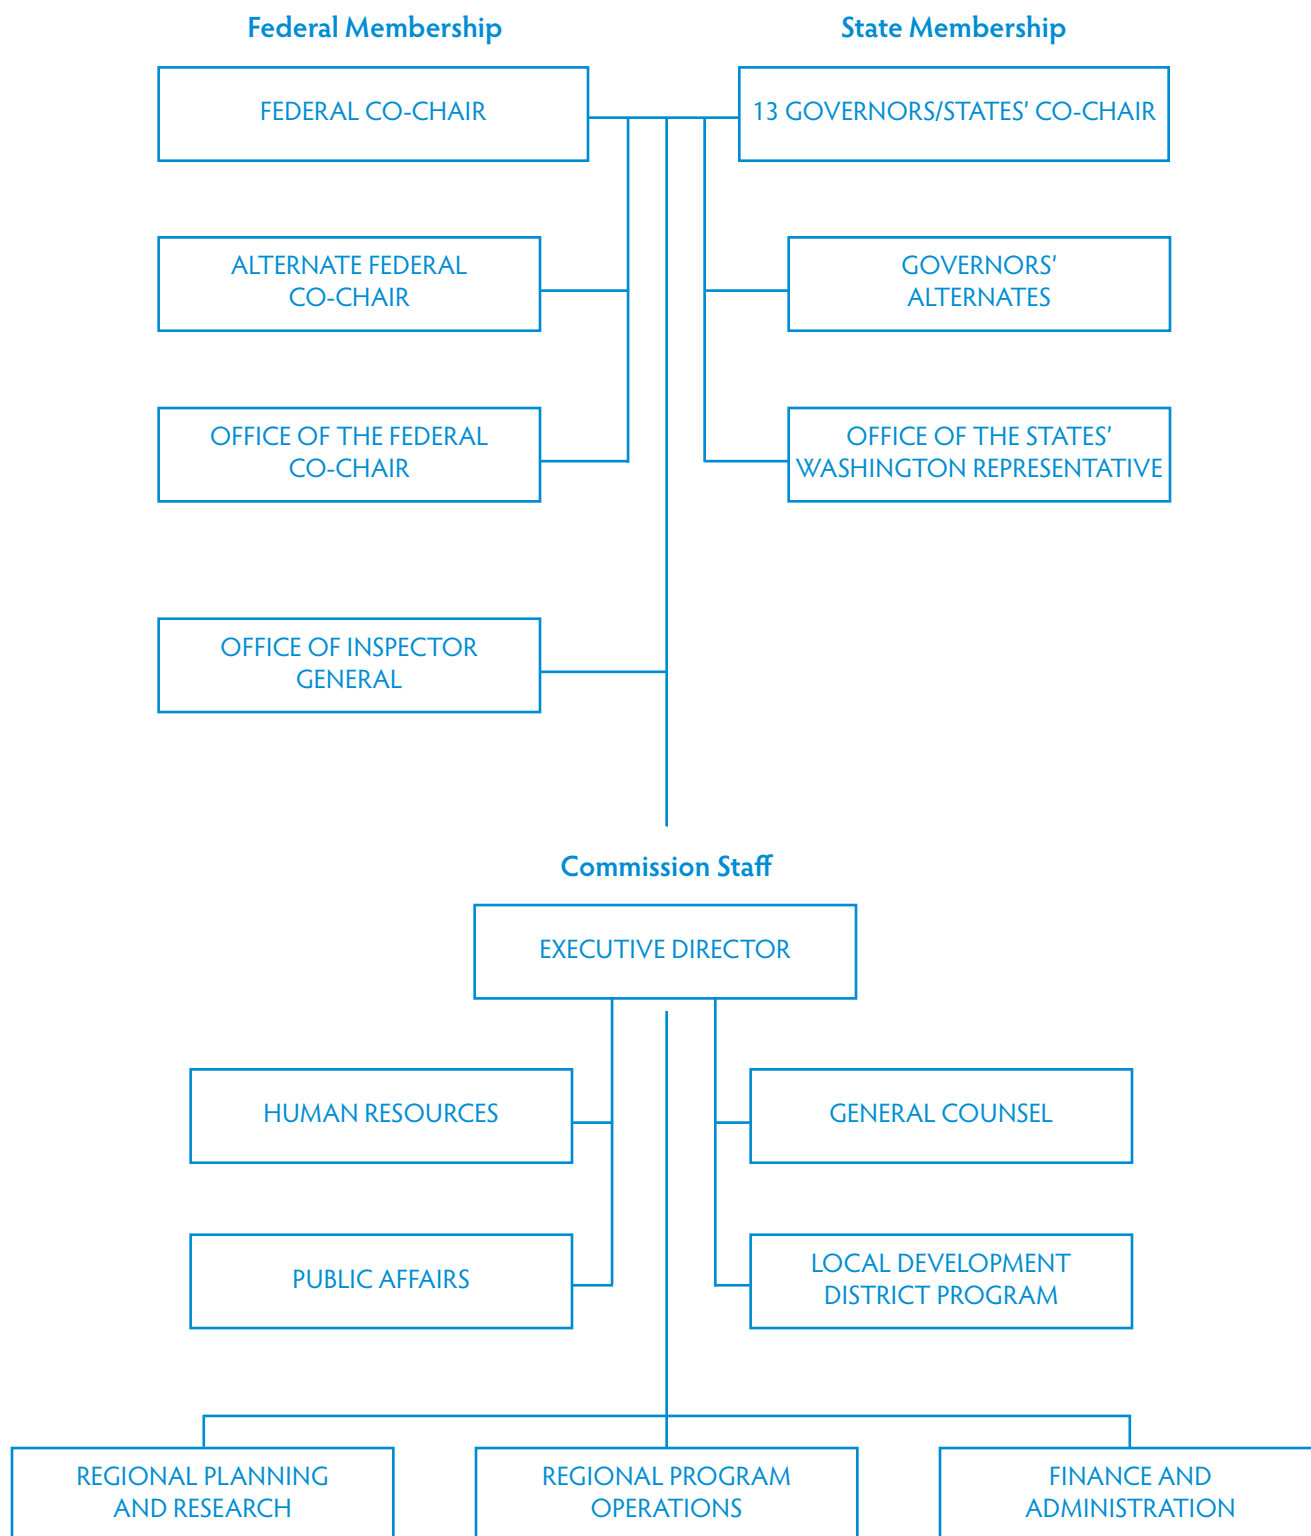 Federal Membership
State Membership
FEDERAL CO-CHAIR
13 GOVERNORS/STATES’ CO-CHAIR
ALTERNATE FEDERAL
CO-CHAIR
GOVERNORS’
ALTERNATES
OFFICE OF THE FEDERAL
CO-CHAIR
OFFICE OF THE STATES’
WASHINGTON REPRESENTATIVE
OFFICE OF INSPECTOR
GENERAL
Commission Staff
EXECUTIVE DIRECTOR
HUMAN RESOURCES
GENERAL COUNSEL
PUBLIC AFFAIRS
LOCAL DEVELOPMENT
DISTRICT PROGRAM
REGIONAL PLANNING
AND RESEARCH
REGIONAL PROGRAM
OPERATIONS
FINANCE AND
ADMINISTRATION